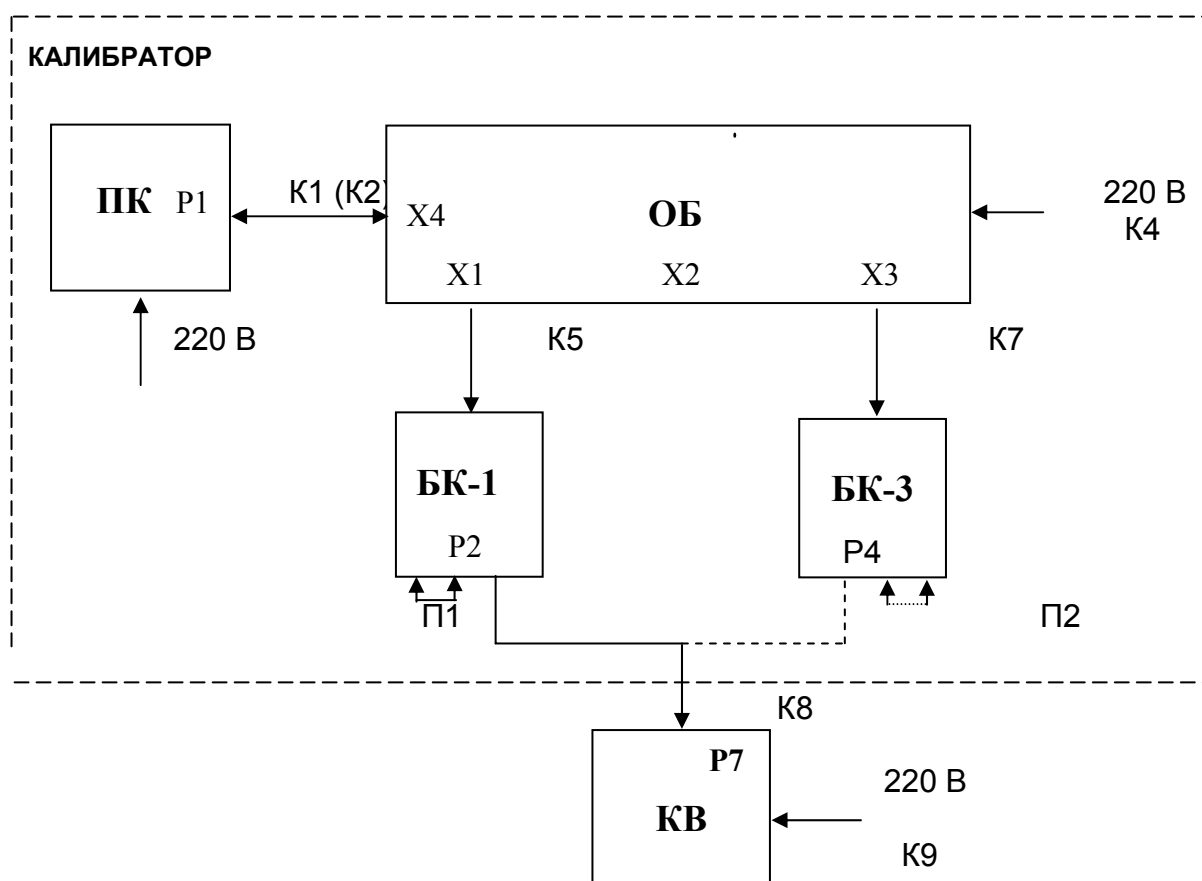 КАЛИБРАТОР
ПК Р1
К1 (К2)
Х4
ОБ
220 В
К4
Х1 Х2 Х3
220 В
К5
К7
БК-1
БК-3
Р2
Р4
П1
П2
К8
Р7
220 В
КВ
К9